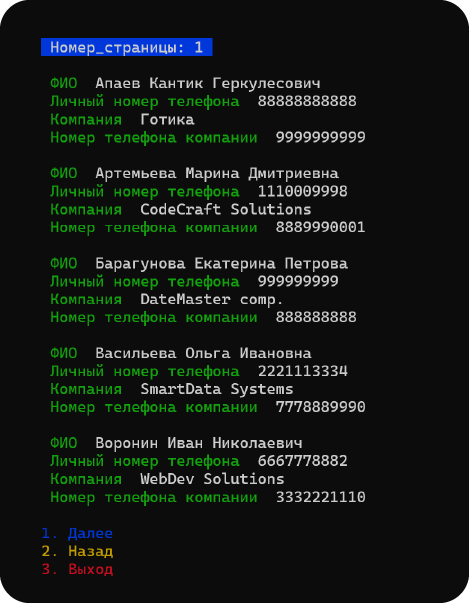 Номер_страницы: 1
ФИО Апаев Кантик Геркулесович
Личный номер телефона 88888888888
Компания Готика
Номер телефона компании 9999999999
ФИО Артемьева Марина Дмитриевна
Личный номер телефона 1110009998
Компания CodeCraft Solutions
Номер телефона компании 8889990001
ФИО Барагунова Екатерина Петрова
Личный номер телефона 999999999
Компания DateMaster comp.
Номер телефона компании 888888888
ФИО Васильева Ольга Ивановна
Личный номер телефона 2221113334
Компания SmartData Systems
Номер телефона компании 7778889990
ФИО Воронин Иван Николаевич
Личный номер телефона 6667778882
Компания WebDev Solutions
Номер телефона компании 3332221110
1. Далее
2. Назад
3. Выход